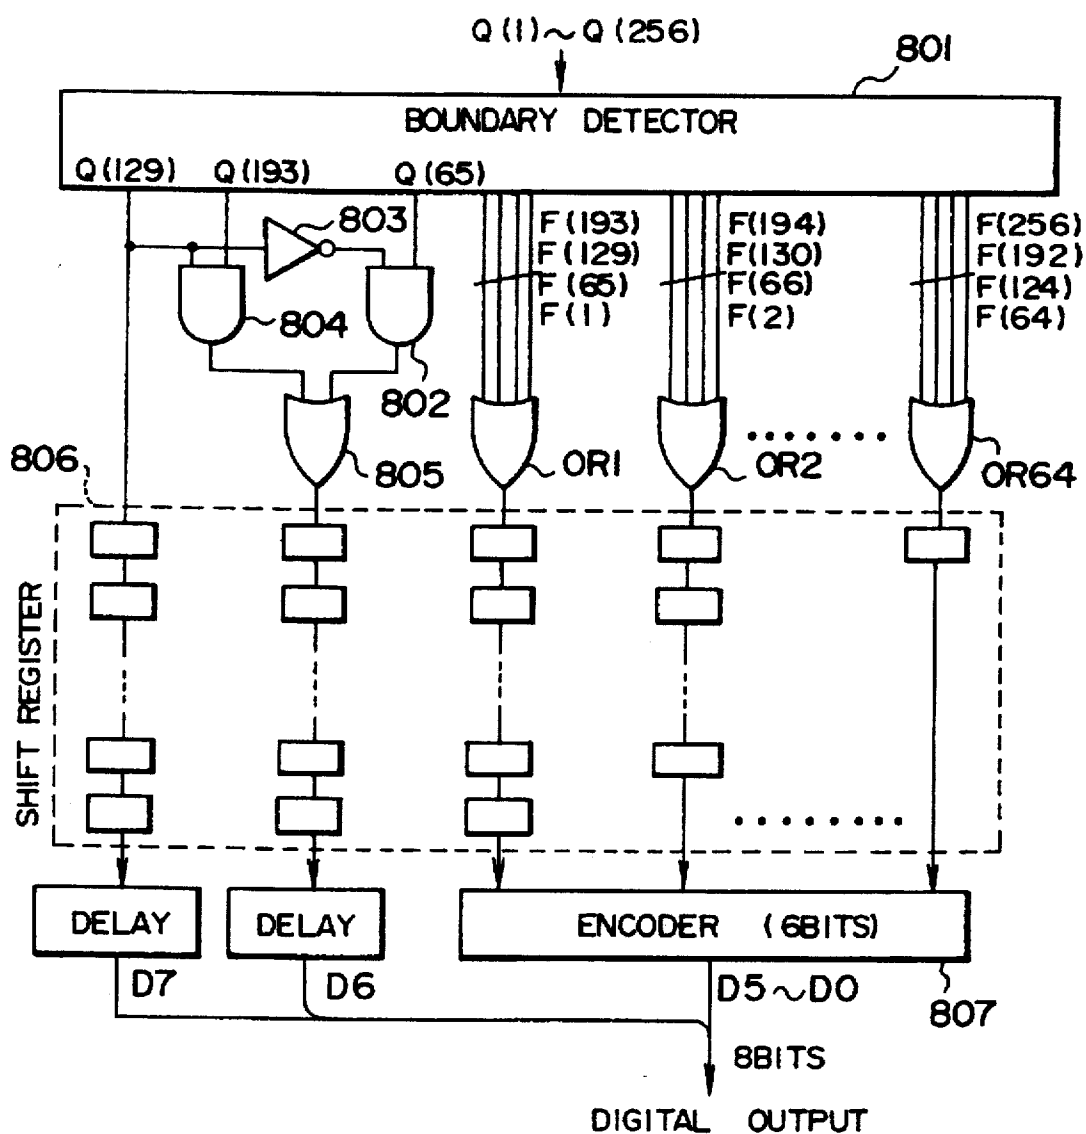 Q(1)~Q(256)
801
BOUNDARY DETECTOR
Q(129) Q(193) Q(65)
803
F(193)
F(129)
F(65)
F(1)
F(194)
F(130)
F(66)
F(2)
F(256)
F(192)
F(124)
F(64)
804
802
806
805
OR1
OR2
OR64
SHIFT REGISTER
DELAY
DELAY
ENCODER (6BITS)
D7
D6
D5~D0
807
8BITS
DIGITAL OUTPUT